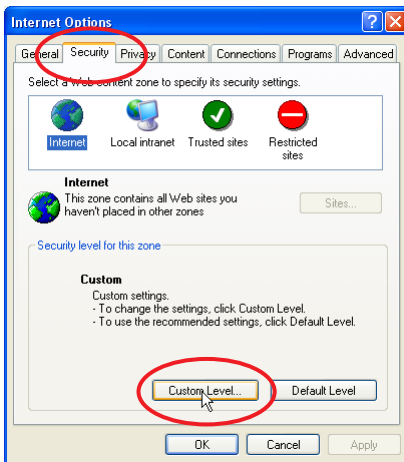 Internet Options
General Security Privacy Content Connections Programs Advanced
Select a Web content zone to specify its security settings.
Internet Local intranet Trusted sites Restricted
sites
Internet
This zone contains all Web sites you
haven't placed in other zones
Sites...
Security level for this zone
Custom
Custom settings.
- To change the settings, click Custom Level.
- To use the recommended settings, click Default Level.
Custom Level... Default Level
OK Cancel Apply